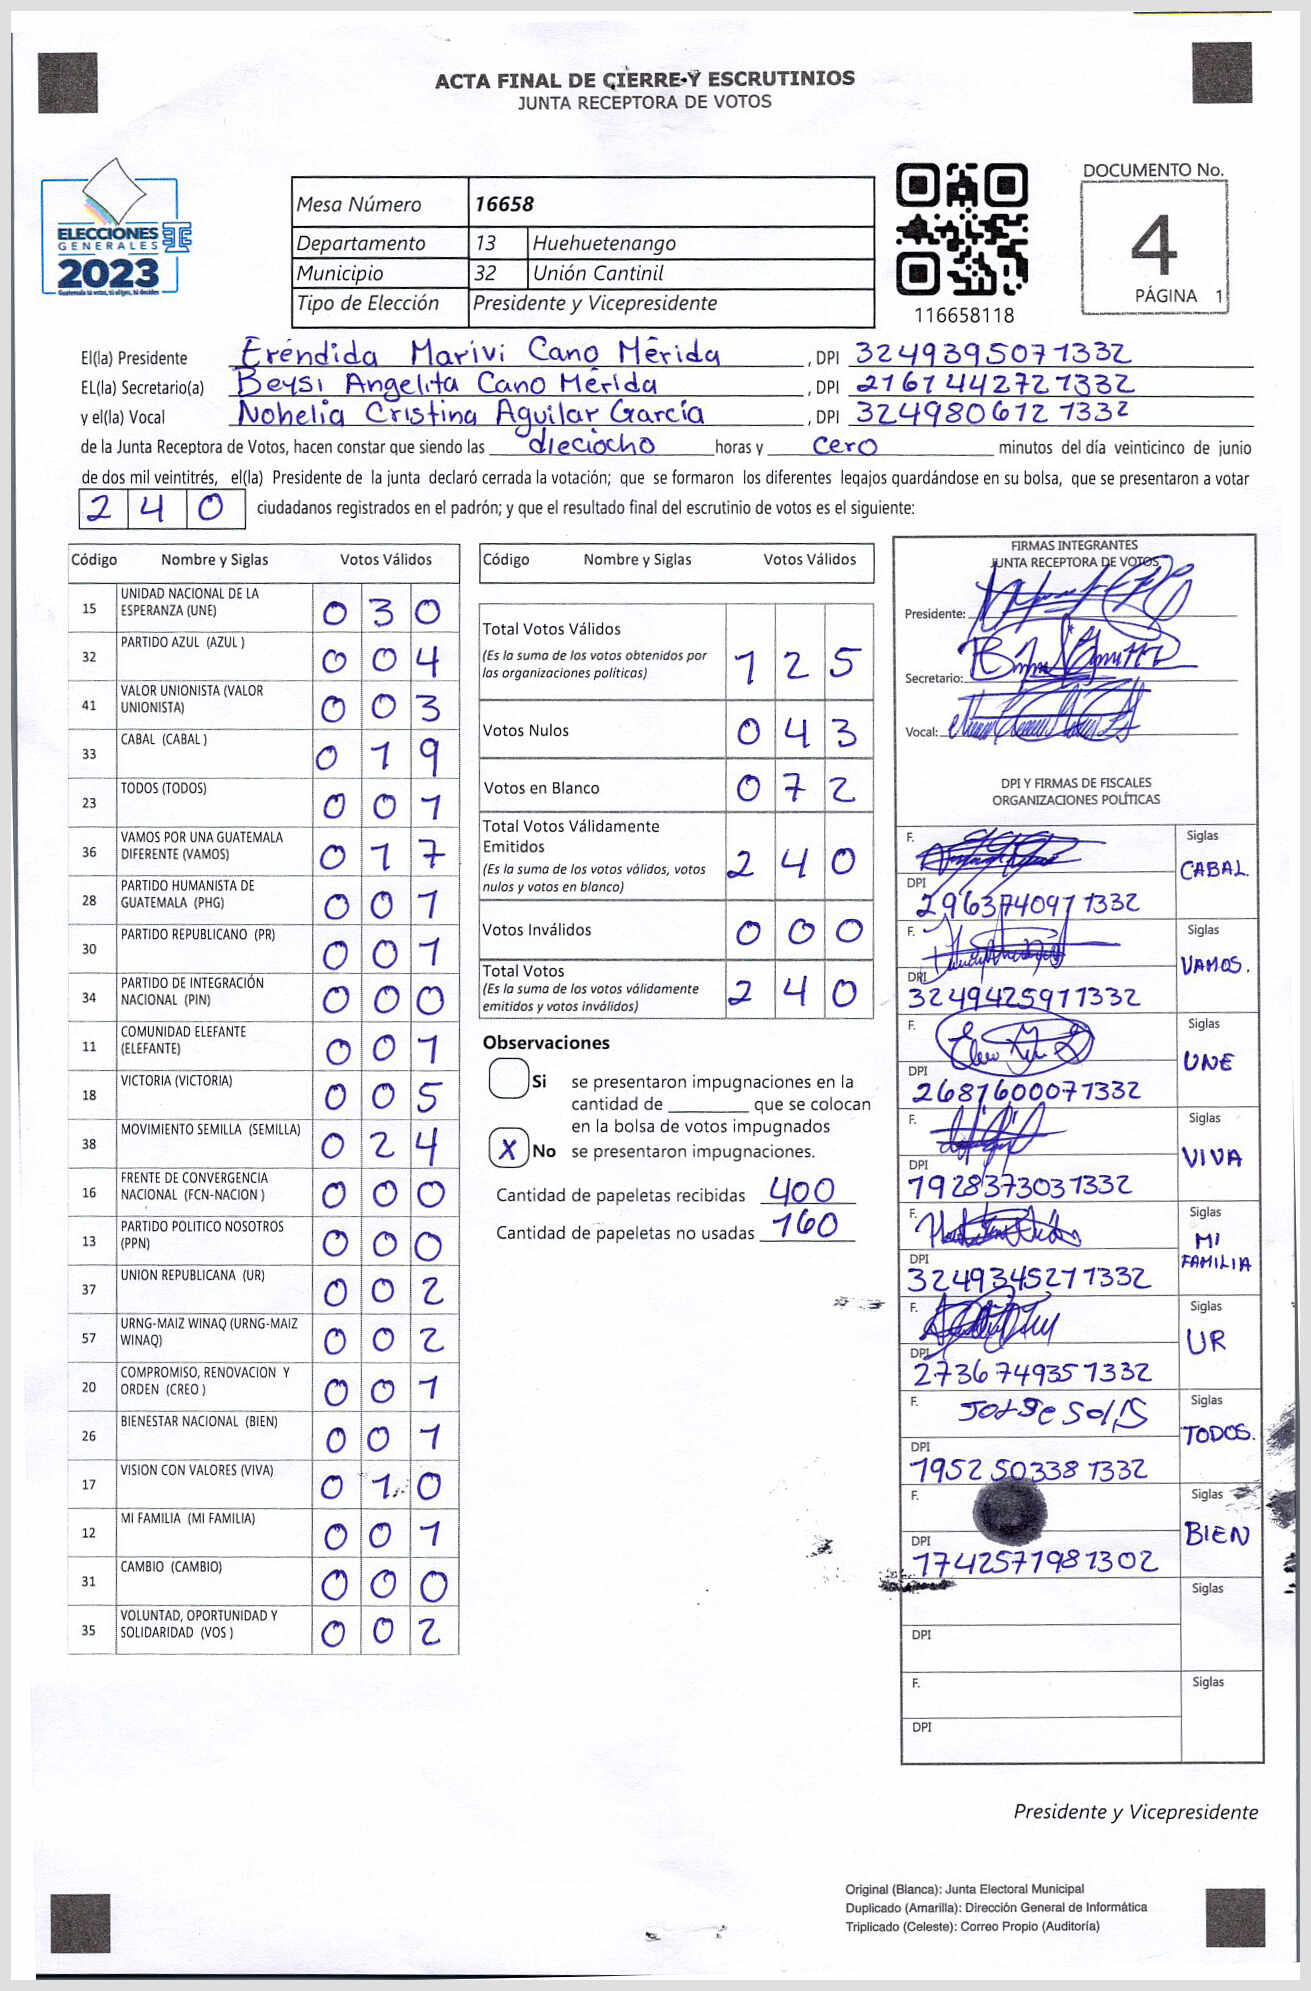 ACTA FINAL DE CIERRE Y ESCRUTINIOS
JUNTA RECEPTORA DE VOTOS
ELECCIONES
GENERALES
2023
Guatemala tú votas, tú eliges, tú decides
Mesa Número 16658
Departamento 13 Huehuetenango
Municipio 32 Unión Cantinil
Tipo de Elección Presidente y Vicepresidente
116658118
DOCUMENTO No.
4
PÁGINA 1
El(la) Presidente Eréndida Marivi Cano Mérida , DPI 3249395071332
EL(la) Secretario(a) Beysi Angelita Cano Mérida , DPI 2161442721332
y el(la) Vocal Nohelia Cristina Aguilar García , DPI 3249806121332
de la Junta Receptora de Votos, hacen constar que siendo las dieciocho horas y cero minutos del día veinticinco de junio
de dos mil veintitrés, el(la) Presidente de la junta declaró cerrada la votación; que se formaron los diferentes legajos guardándose en su bolsa, que se presentaron a votar
2 4 0 ciudadanos registrados en el padrón; y que el resultado final del escrutinio de votos es el siguiente:
Código Nombre y Siglas Votos Válidos
15 UNIDAD NACIONAL DE LA ESPERANZA (UNE) 0 3 0
32 PARTIDO AZUL (AZUL ) 0 0 4
41 VALOR UNIONISTA (VALOR UNIONISTA) 0 0 3
33 CABAL (CABAL ) 0 1 9
23 TODOS (TODOS) 0 0 1
36 VAMOS POR UNA GUATEMALA DIFERENTE (VAMOS) 0 1 7
28 PARTIDO HUMANISTA DE GUATEMALA (PHG) 0 0 1
30 PARTIDO REPUBLICANO (PR) 0 0 1
34 PARTIDO DE INTEGRACIÓN NACIONAL (PIN) 0 0 0
11 COMUNIDAD ELEFANTE (ELEFANTE) 0 0 1
18 VICTORIA (VICTORIA) 0 0 5
38 MOVIMIENTO SEMILLA (SEMILLA) 0 2 4
16 FRENTE DE CONVERGENCIA NACIONAL (FCN-NACION ) 0 0 0
13 PARTIDO POLITICO NOSOTROS (PPN) 0 0 0
37 UNION REPUBLICANA (UR) 0 0 2
57 URNG-MAIZ WINAQ (URNG-MAIZ WINAQ) 0 0 2
20 COMPROMISO, RENOVACION Y ORDEN (CREO ) 0 0 1
26 BIENESTAR NACIONAL (BIEN) 0 0 1
17 VISION CON VALORES (VIVA) 0 1 0
12 MI FAMILIA (MI FAMILIA) 0 0 1
31 CAMBIO (CAMBIO) 0 0 0
35 VOLUNTAD, OPORTUNIDAD Y SOLIDARIDAD (VOS ) 0 0 2
Código Nombre y Siglas Votos Válidos
Total Votos Válidos 1 2 5
(Es la suma de los votos obtenidos por
las organizaciones políticas)
Votos Nulos 0 4 3
Votos en Blanco 0 7 2
Total Votos Válidamente
Emitidos 2 4 0
(Es la suma de los votos válidos, votos
nulos y votos en blanco)
Votos Inválidos 0 0 0
Total Votos 2 4 0
(Es la suma de los votos válidamente
emitidos y votos inválidos)
Observaciones
Si se presentaron impugnaciones en la
cantidad de ________ que se colocan
en la bolsa de votos impugnados
X No se presentaron impugnaciones.
Cantidad de papeletas recibidas 400
Cantidad de papeletas no usadas 160
FIRMAS INTEGRANTES
JUNTA RECEPTORA DE VOTOS
Presidente:
Secretario:
Vocal:
DPI Y FIRMAS DE FISCALES
ORGANIZACIONES POLÍTICAS
F. Siglas CABAL.
DPI 2963740971332
F. Siglas VAMOS.
DPI 3249425911332
F. Siglas UNE
DPI 2681600071332
F. Siglas VIVA
DPI 1928373031332
F. Siglas MI FAMILIA
DPI 3249345271332
F. Siglas UR
DPI 2736749351332
F. Jorge Solis Siglas TODOS.
DPI 1952503381332
F. Siglas BIEN
DPI 1742571981302
F. Siglas
DPI
F. Siglas
DPI
Presidente y Vicepresidente
Original (Blanca): Junta Electoral Municipal
Duplicado (Amarilla): Dirección General de Informática
Triplicado (Celeste): Correo Propio (Auditoría)